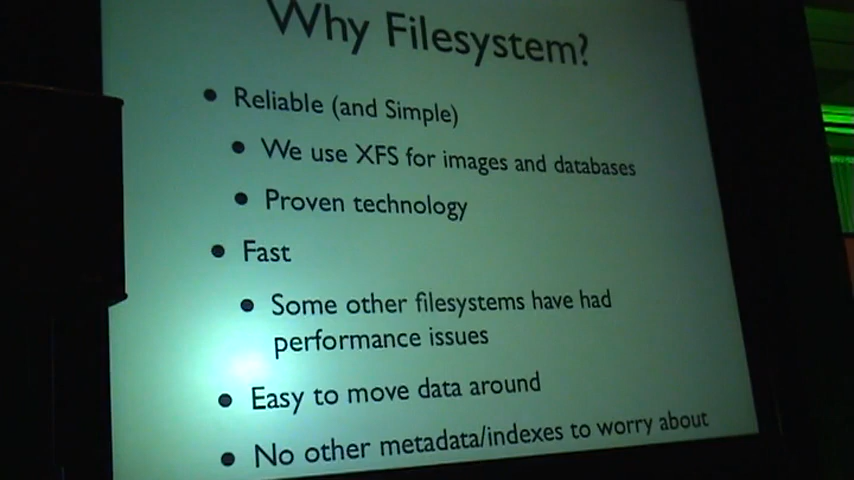 Why Filesystem?
• Reliable (and Simple)
• We use XFS for images and databases
• Proven technology
• Fast
• Some other filesystems have had
performance issues
• Easy to move data around
• No other metadata/indexes to worry about